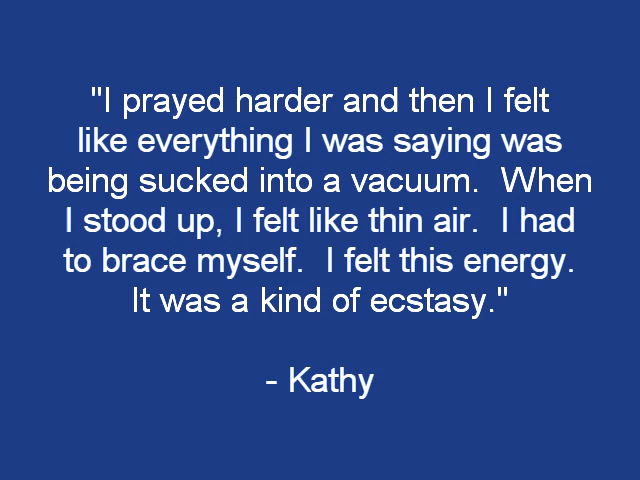 "I prayed harder and then I felt
like everything I was saying was
being sucked into a vacuum.  When
I stood up, I felt like thin air.  I had
to brace myself.  I felt this energy.
It was a kind of ecstasy."
- Kathy